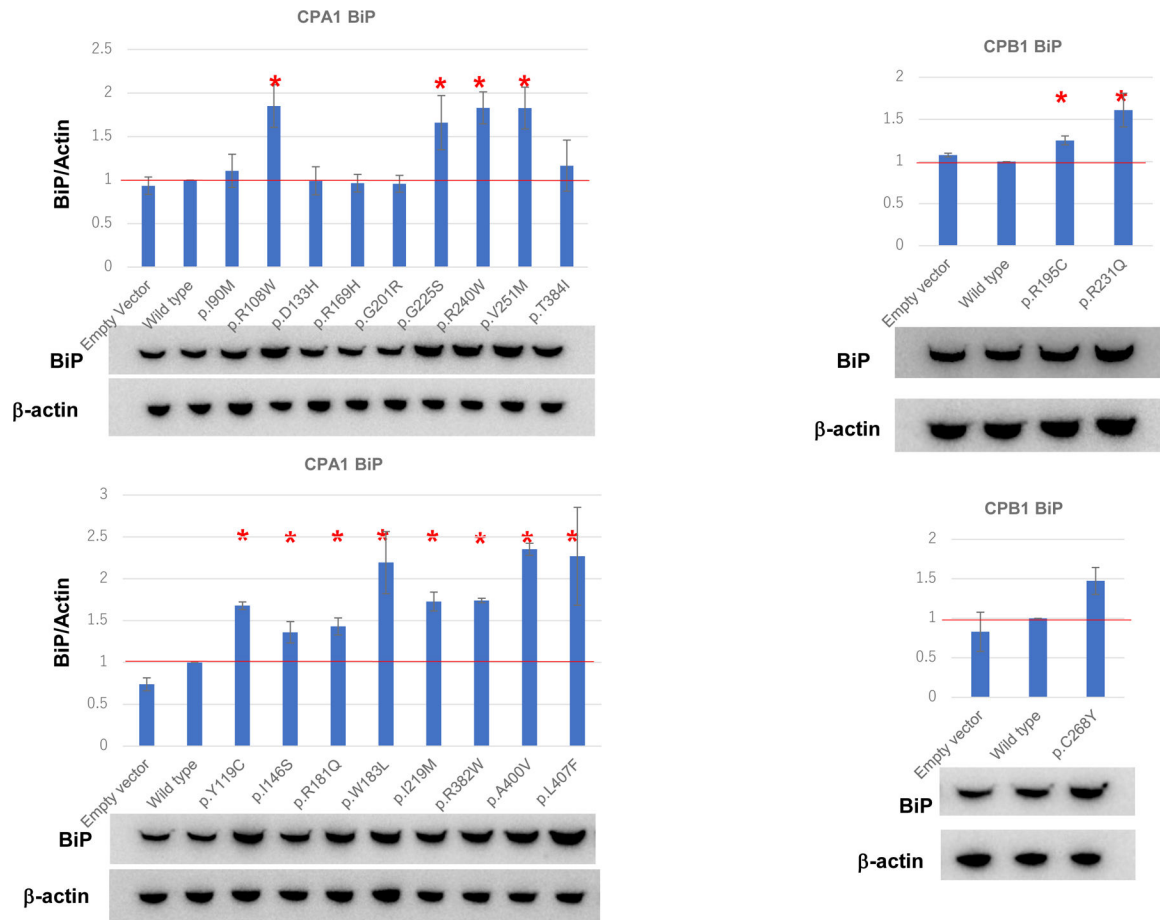 CPA1 BiP
2.5
2
1.5
1
0.5
0
BiP/Actin
* * * *
Empty Vector
Wild type
p.I90M
p.R108W
p.D133H
p.R169H
p.G201R
p.G225S
p.R240W
p.V251M
p.T384I
BiP
β-actin
CPB1 BiP
2
1.5
1
0.5
0
* *
Empty vector
Wild type
p.R195C
p.R231Q
BiP
β-actin
CPA1 BiP
3
2.5
2
1.5
1
0.5
0
BiP/Actin
* * * * * * * *
Empty vector
Wild type
p.Y119C
p.I146S
p.R181Q
p.W183L
p.I219M
p.R382W
p.A400V
p.L407F
BiP
β-actin
CPB1 BiP
2
1.5
1
0.5
0
Empty vector
Wild type
p.C268Y
BiP
β-actin